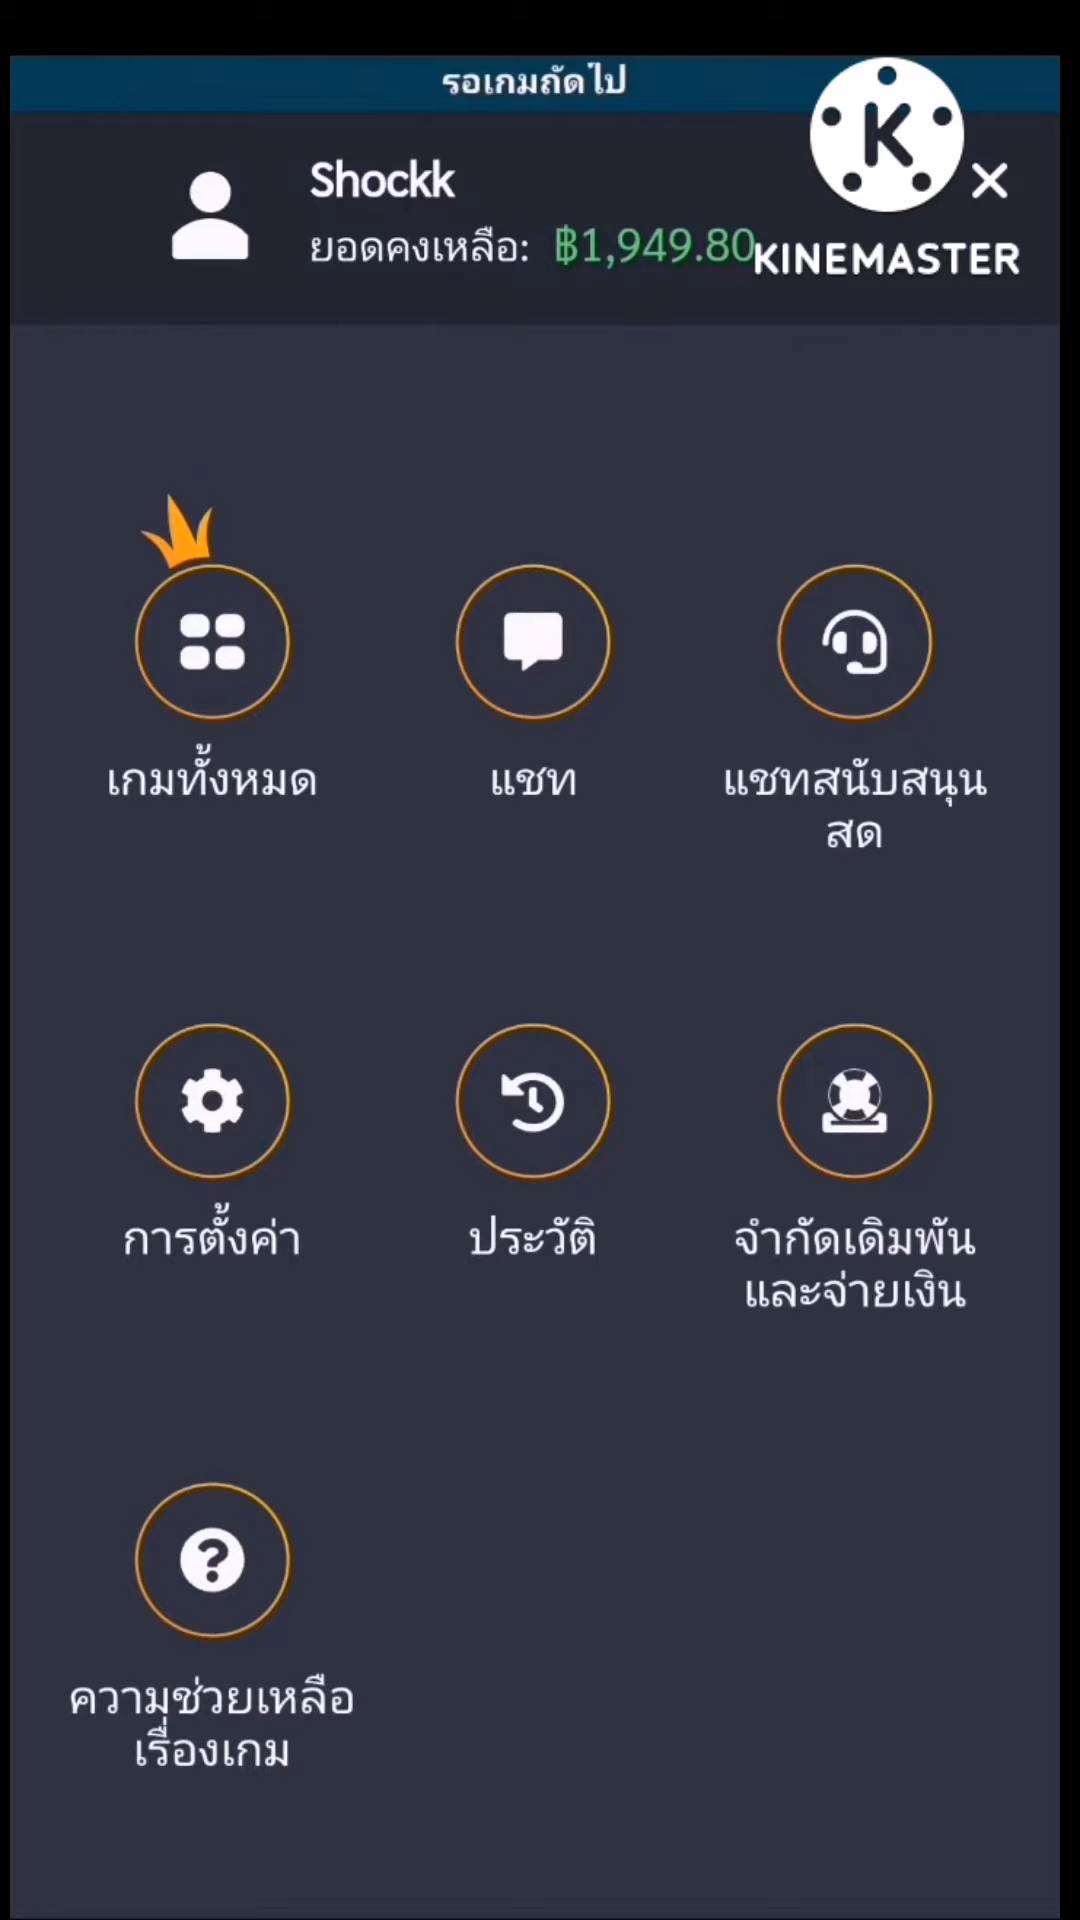 รอเกมถัดไป
Shockk
ยอดคงเหลือ: ฿1,949.80
K
KINEMASTER
เกมทั้งหมด
แชท
แชทสนับสนุน
สด
การตั้งค่า
ประวัติ
จำกัดเดิมพัน
และจ่ายเงิน
ความช่วยเหลือ
เรื่องเกม